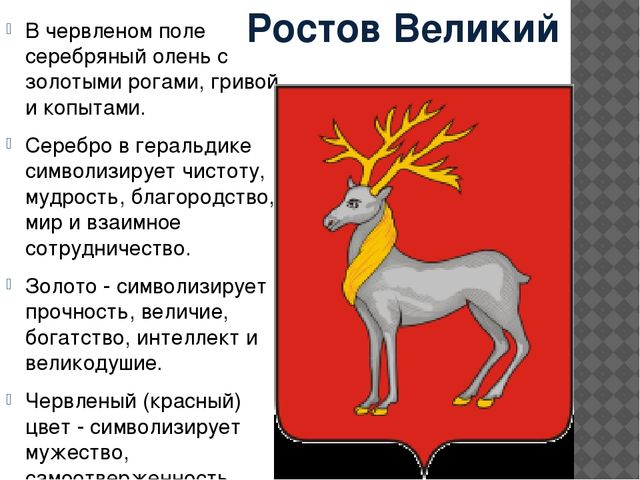 Ростов Великий
В червленом поле
серебряный олень с
золотыми рогами, гривой
и копытами.
Серебро в геральдике
символизирует чистоту,
мудрость, благородство,
мир и взаимное
сотрудничество.
Золото - символизирует
прочность, величие,
богатство, интеллект и
великодушие.
Червленый (красный)
цвет - символизирует
мужество,
самоотверженность